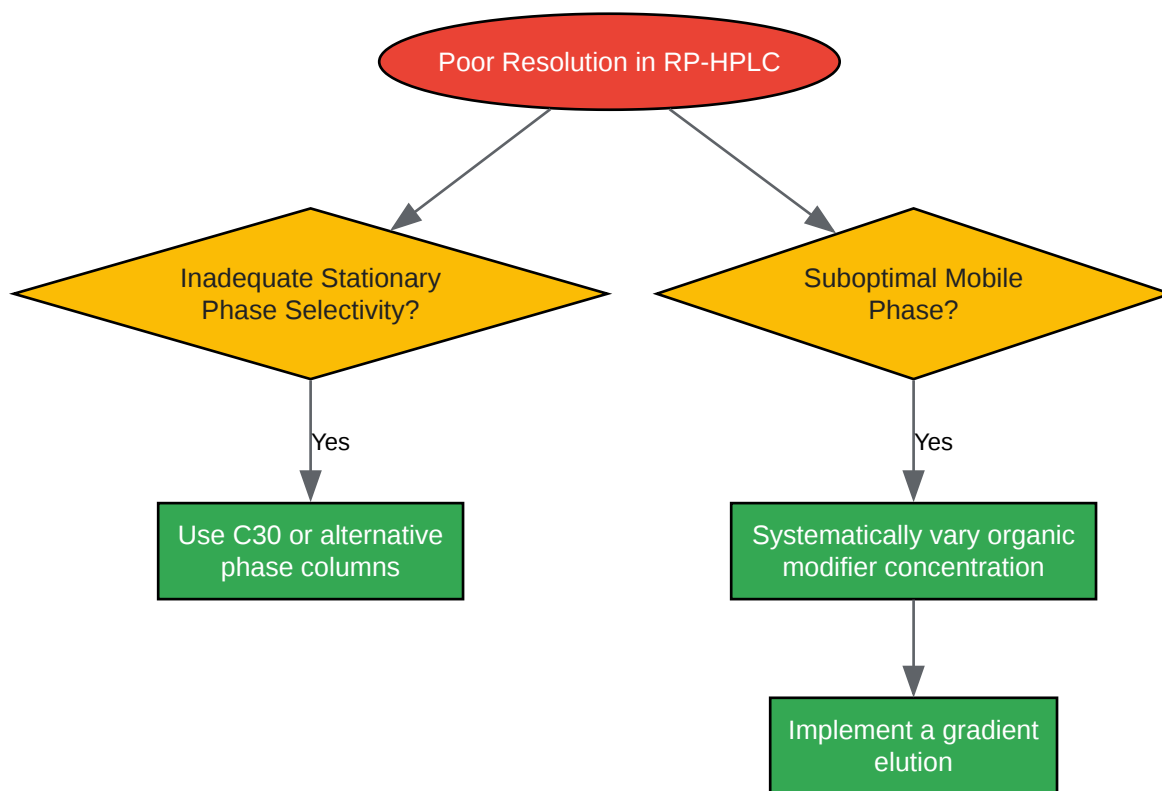 Poor Resolution in RP-HPLC
Inadequate Stationary
Phase Selectivity?
Suboptimal Mobile
Phase?
Yes
Yes
Use C30 or alternative
phase columns
Systematically vary organic
modifier concentration
Implement a gradient
elution